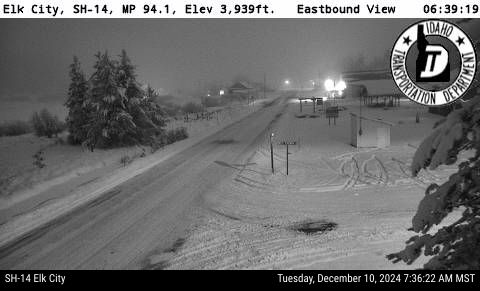 Elk City, SH-14, MP 94.1, Elev 3,939ft. Eastbound View 06:39:19
IDAHO
TRANSPORTATION DEPARTMENT
SH-14 Elk City Tuesday, December 10, 2024 7:36:22 AM MST